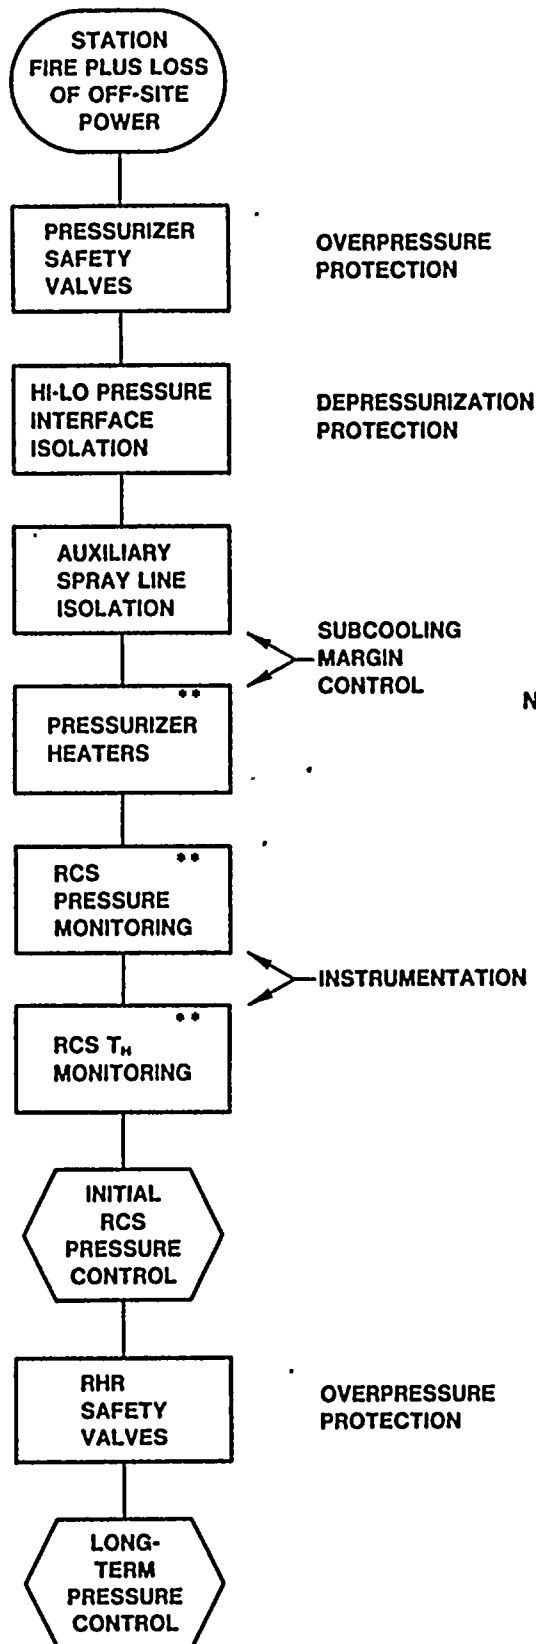 STATION
FIRE PLUS LOSS
OF OFF-SITE
POWER
PRESSURIZER
SAFETY
VALVES
OVERPRESSURE
PROTECTION
HI-LO PRESSURE
INTERFACE
ISOLATION
DEPRESSURIZATION
PROTECTION
AUXILIARY
SPRAY LINE
ISOLATION
SUBCOOLING
MARGIN
CONTROL
N
**
PRESSURIZER
HEATERS
**
RCS
PRESSURE
MONITORING
INSTRUMENTATION
**
RCS TH
MONITORING
INITIAL
RCS
PRESSURE
CONTROL
RHR
SAFETY
VALVES
OVERPRESSURE
PROTECTION
LONG-
TERM
PRESSURE
CONTROL